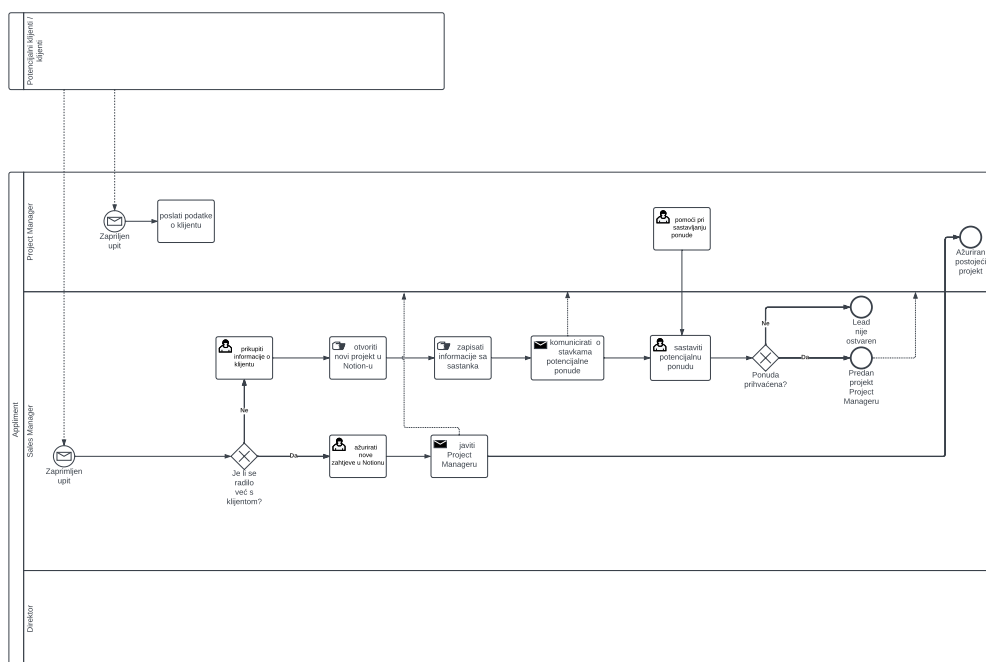 Potencijalni klijenti /
klijenti
Appliment
Project Manager
Zaprilјen
upit
poslati podatke
o klijentu
pomoći pri
sastavljanju
ponude
Ažuriran
postojeći
projekt
Sales Manager
Zaprimljen
upit
Je li se
radilo
već s
klijentom?
Ne
Da
prikupiti
informacije o
klijentu
otvoriti
novi projekt u
Notion-u
zapisati
informacije sa
sastanka
komunicirati o
stavkama
potencijalne
ponude
sastaviti
potencijalnu
ponudu
Ponuda
prihvaćena?
Ne
Da
Lead
nije
ostvaren
Predan
projekt
Project
Manageru
ažurirati
nove
zahtjeve u Notionu
javiti
Project
Manageru
Direktor